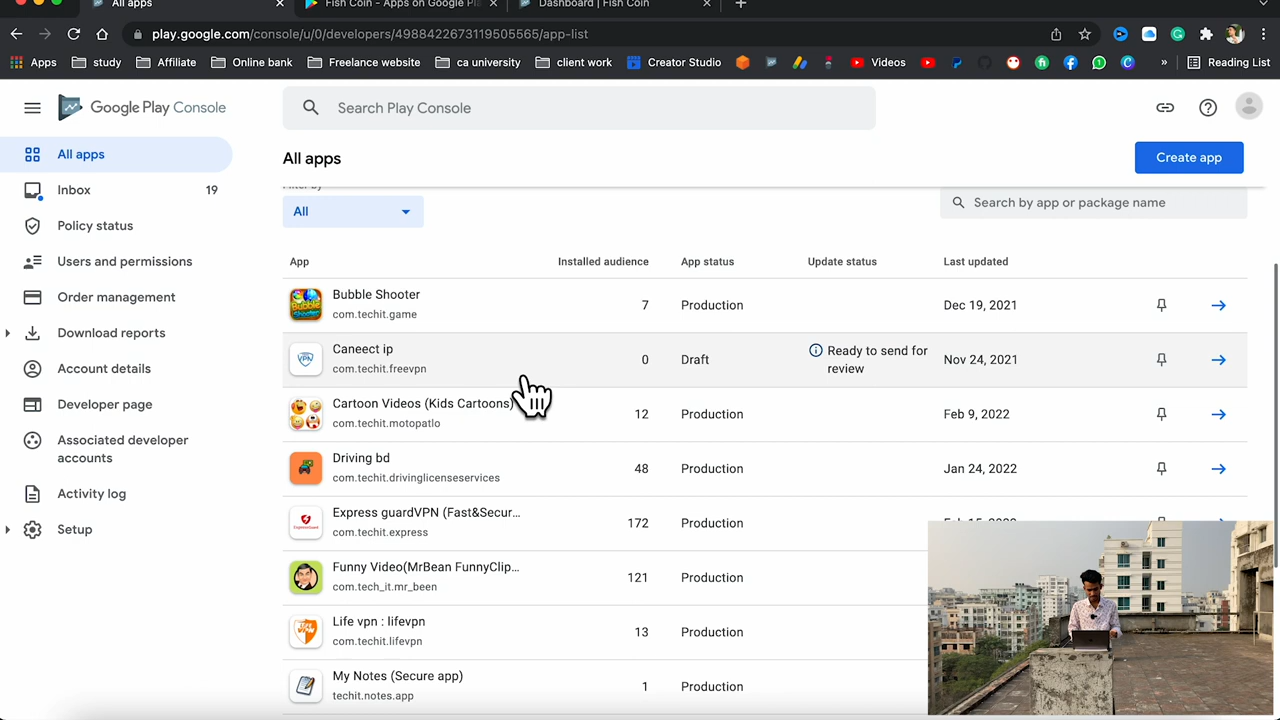 All apps
Fish Coin - Apps on Google Pl
Dashboard | Fish Coin
play.google.com/console/u/0/developers/4988422673119505565/app-list
Apps
study
Affiliate
Online bank
Freelance website
ca university
client work
Creator Studio
Videos
»
Reading List
Google Play Console
Search Play Console
All apps
Inbox
19
Policy status
Users and permissions
Order management
Download reports
Account details
Developer page
Associated developer
accounts
Activity log
Setup
All apps
Create app
Filter by
All
Search by app or package name
App
Installed audience
App status
Update status
Last updated
Bubble Shooter
com.techit.game
7
Production
Dec 19, 2021
Caneect ip
com.techit.freevpn
0
Draft
Ready to send for
review
Nov 24, 2021
Cartoon Videos (Kids Cartoons)
com.techit.motopatlo
12
Production
Feb 9, 2022
Driving bd
com.techit.drivinglicenseservices
48
Production
Jan 24, 2022
Express guardVPN (Fast&Secur...
com.techit.express
172
Production
Funny Video(MrBean FunnyClip...
com.tech_it.mr_been
121
Production
Life vpn : lifevpn
com.techit.lifevpn
13
Production
My Notes (Secure app)
techit.notes.app
1
Production